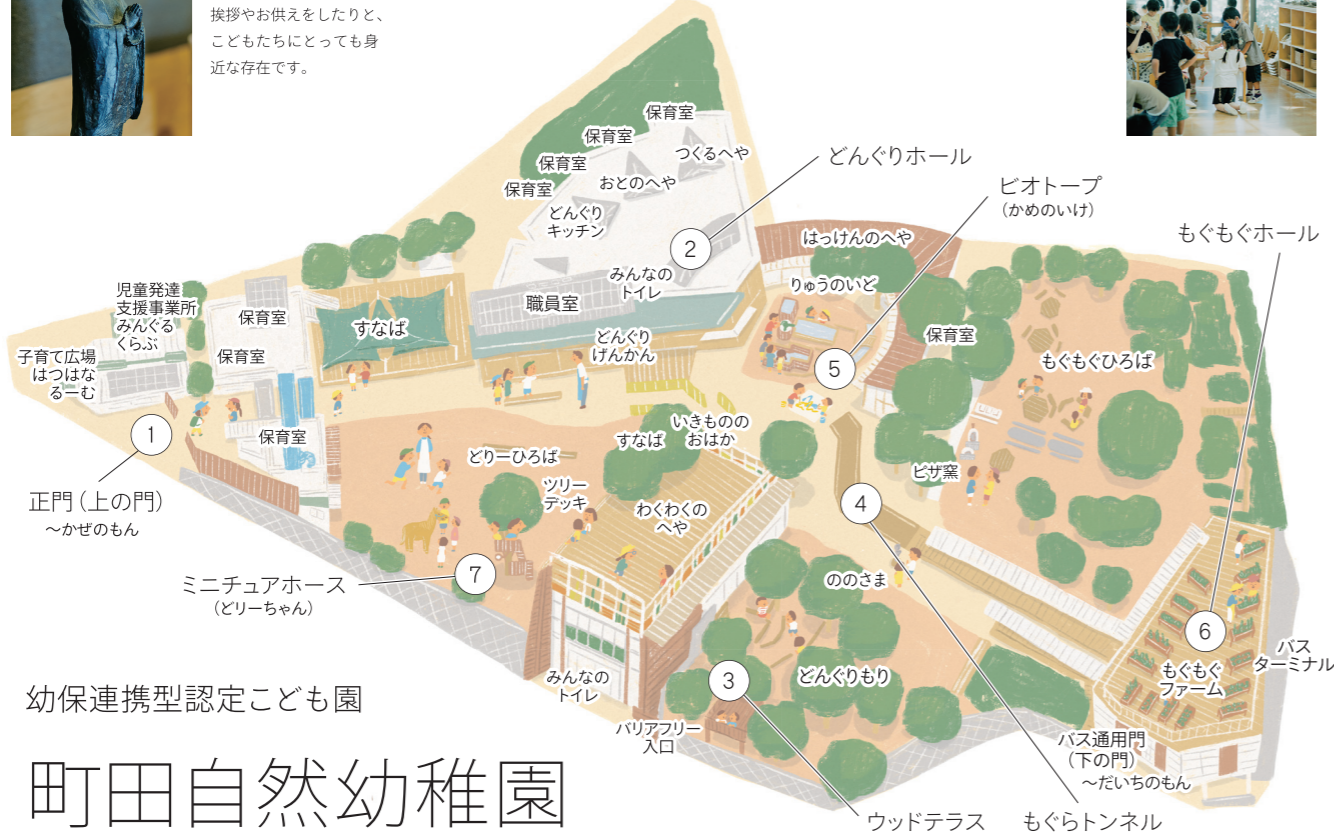 挨拶やお供えをしたりと、
こどもたちにとっても身
近な存在です。
保育室
保育室
つくるへや
保育室
おとのへや
保育室
どんぐり
キッチン
どんぐりホール
2
ビオトープ
(かめのいけ)
もぐもぐホール
はっけんのへや
みんなの
トイレ
りゅうのいど
職員室
児童発達
支援事業所
みんぐる
くらぶ
保育室
すなば
どんぐり
げんかん
保育室
子育て広場
はつはな
るーむ
保育室
5
もぐもぐひろば
1
保育室
すなば
いきものの
おはか
どりーひろば
ツリー
デッキ
わくわくの
へや
ピザ窯
4
正門(上の門)
〜かぜのもん
7
ミニチュアホース
(どりーちゃん)
ののさま
6
バス
ターミナル
もぐもぐ
ファーム
みんなの
トイレ
3
どんぐりもり
バリアフリー
入口
バス通用門
(下の門)
〜だいちのもん
ウッドテラス
もぐらトンネル
幼保連携型認定こども園
町田自然幼稚園